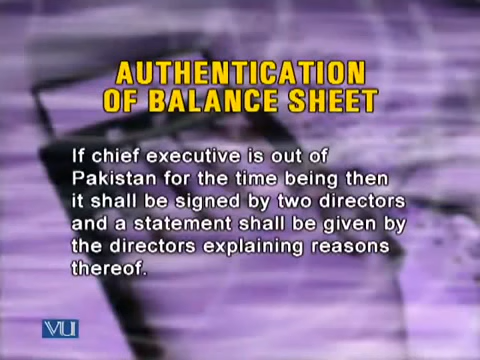 AUTHENTICATION
OF BALANCE SHEET
If chief executive is out of
Pakistan for the time being then
it shall be signed by two directors
and a statement shall be given by
the directors explaining reasons
thereof.
VU